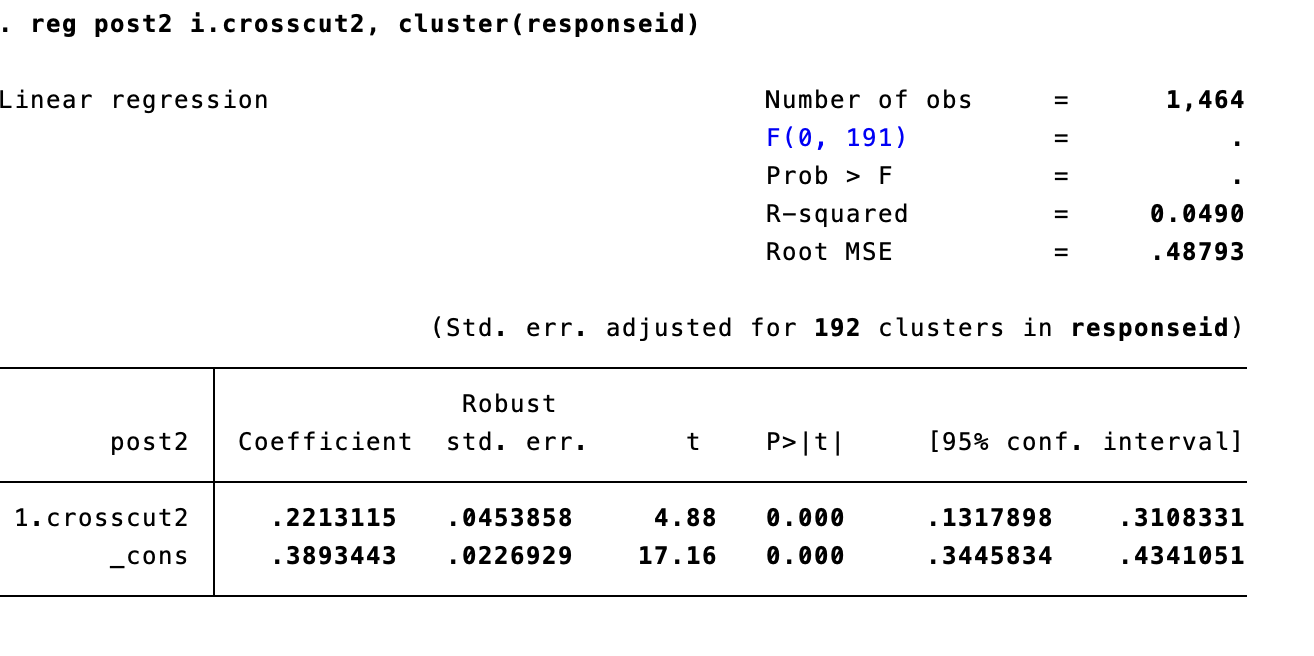 . reg post2 i.crosscut2, cluster(responseid)
Linear regression Number of obs = 1,464
F(0, 191) = .
Prob > F = .
R-squared = 0.0490
Root MSE = .48793
(Std. err. adjusted for 192 clusters in responseid)
Robust
post2 Coefficient std. err. t P>|t| [95% conf. interval]
1.crosscut2 .2213115 .0453858 4.88 0.000 .1317898 .3108331
_cons .3893443 .0226929 17.16 0.000 .3445834 .4341051